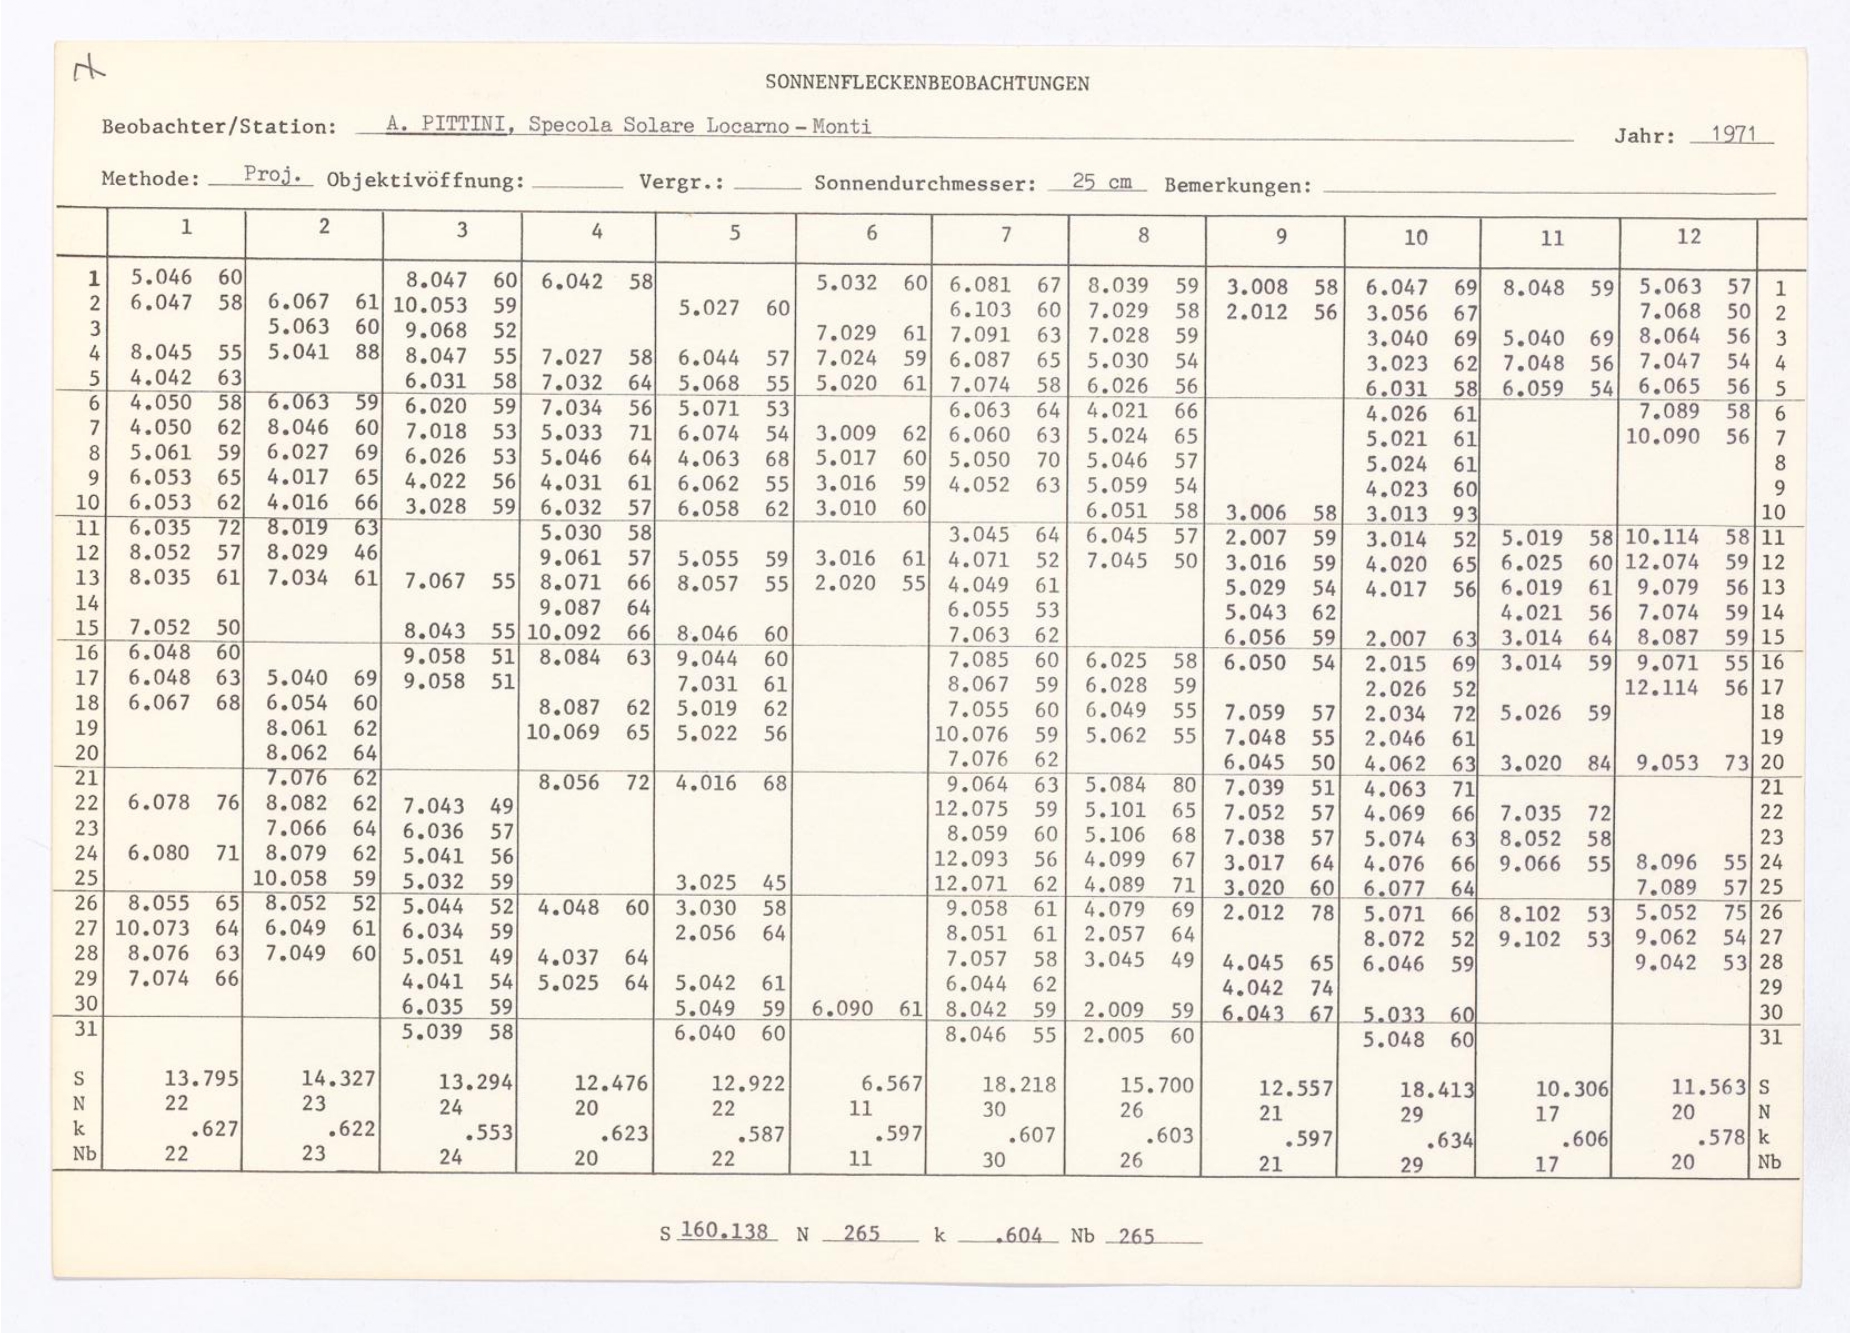 SONNENFLECKENBEOBACHTUNGEN
Beobachter/Station: A. PITTINI, Specola Solare Locarno-Monti Jahr: 1971
Methode: Proj. Objektivöffnung: Vergr.: Sonnendurchmesser: 25 cm Bemerkungen:
1 2 3 4 5 6 7 8 9 10 11 12
1 5.046 60 8.047 60 6.042 58 5.032 60 6.081 67 8.039 59 3.008 58 6.047 69 8.048 59 5.063 57 1
2 6.047 58 6.067 61 10.053 59 5.027 60 6.103 60 7.029 58 2.012 56 3.056 67 7.068 50 2
3 5.063 60 9.068 52 7.029 61 7.091 63 7.028 59 3.040 69 5.040 69 8.064 56 3
4 8.045 55 5.041 88 8.047 55 7.027 58 6.044 57 7.024 59 6.087 65 5.030 54 3.023 62 7.048 56 7.047 54 4
5 4.042 63 6.031 58 7.032 64 5.068 55 5.020 61 7.074 58 6.026 56 6.031 58 6.059 54 6.065 56 5
6 4.050 58 6.063 59 6.020 59 7.034 56 5.071 53 6.063 64 4.021 66 4.026 61 7.089 58 6
7 4.050 62 8.046 60 7.018 53 5.033 71 6.074 54 3.009 62 6.060 63 5.024 65 5.021 61 10.090 56 7
8 5.061 59 6.027 69 6.026 53 5.046 64 4.063 68 5.017 60 5.050 70 5.046 57 5.024 61 8
9 6.053 65 4.017 65 4.022 56 4.031 61 6.062 55 3.016 59 4.052 63 5.059 54 4.023 60 9
10 6.053 62 4.016 66 3.028 59 6.032 57 6.058 62 3.010 60 6.051 58 3.006 58 3.013 93 10
11 6.035 72 8.019 63 5.030 58 3.045 64 6.045 57 2.007 59 3.014 52 5.019 58 10.114 58 11
12 8.052 57 8.029 46 9.061 57 5.055 59 3.016 61 4.071 52 7.045 50 3.016 59 4.020 65 6.025 60 12.074 59 12
13 8.035 61 7.034 61 7.067 55 8.071 66 8.057 55 2.020 55 4.049 61 5.029 54 4.017 56 6.019 61 9.079 56 13
14 9.087 64 6.055 53 5.043 62 4.021 56 7.074 59 14
15 7.052 50 8.043 55 10.092 66 8.046 60 7.063 62 6.056 59 2.007 63 3.014 64 8.087 59 15
16 6.048 60 9.058 51 8.084 63 9.044 60 7.085 60 6.025 58 6.050 54 2.015 69 3.014 59 9.071 55 16
17 6.048 63 5.040 69 9.058 51 7.031 61 8.067 59 6.028 59 2.026 52 12.114 56 17
18 6.067 68 6.054 60 8.087 62 5.019 62 7.055 60 6.049 55 7.059 57 2.034 72 5.026 59 18
19 8.061 62 10.069 65 5.022 56 10.076 59 5.062 55 7.048 55 2.046 61 19
20 8.062 64 7.076 62 6.045 50 4.062 63 3.020 84 9.053 73 20
21 7.076 62 8.056 72 4.016 68 9.064 63 5.084 80 7.039 51 4.063 71 21
22 6.078 76 8.082 62 7.043 49 12.075 59 5.101 65 7.052 57 4.069 66 7.035 72 22
23 7.066 64 6.036 57 8.059 60 5.106 68 7.038 57 5.074 63 8.052 58 23
24 6.080 71 8.079 62 5.041 56 12.093 56 4.099 67 3.017 64 4.076 66 9.066 55 8.096 55 24
25 10.058 59 5.032 59 3.025 45 12.071 62 4.089 71 3.020 60 6.077 64 7.089 57 25
26 8.055 65 8.052 52 5.044 52 4.048 60 3.030 58 9.058 61 4.079 69 2.012 78 5.071 66 8.102 53 5.052 75 26
27 10.073 64 6.049 61 6.034 59 2.056 64 8.051 61 2.057 64 8.072 52 9.102 53 9.062 54 27
28 8.076 63 7.049 60 5.051 49 4.037 64 7.057 58 3.045 49 4.045 65 6.046 59 9.042 53 28
29 7.074 66 4.041 54 5.025 64 5.042 61 6.044 62 4.042 74 29
30 6.035 59 5.049 59 6.090 61 8.042 59 2.009 59 6.043 67 5.033 60 30
31 5.039 58 6.040 60 8.046 55 2.005 60 5.048 60 31
S 13.795 14.327 13.294 12.476 12.922 6.567 18.218 15.700 12.557 18.413 10.306 11.563 S
N 22 23 24 20 22 11 30 26 21 29 17 20 N
k .627 .622 .553 .623 .587 .597 .607 .603 .597 .634 .606 .578 k
Nb 22 23 24 20 22 11 30 26 21 29 17 20 Nb
S 160.138 N 265 k .604 Nb 265